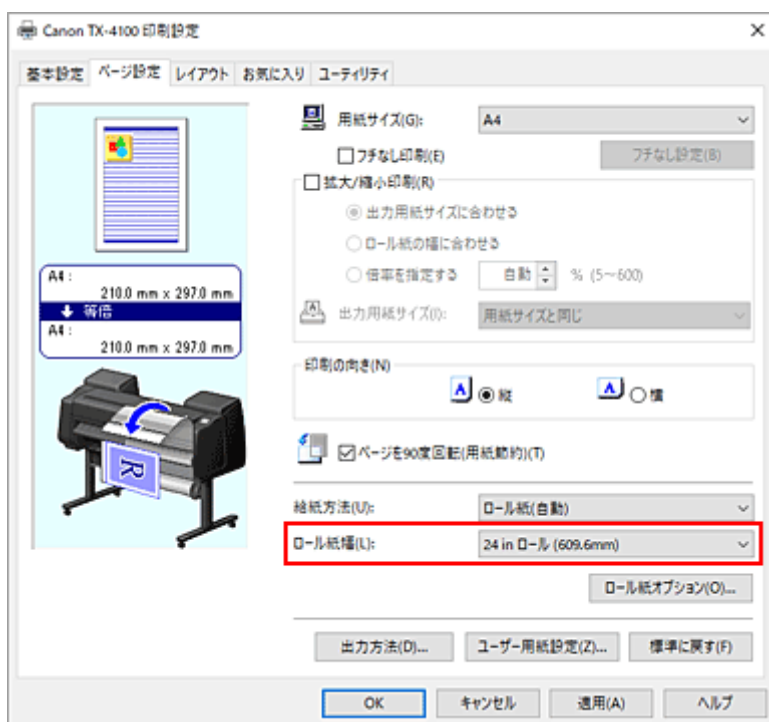 Canon TX-4100 印刷設定
基本設定 ページ設定 レイアウト お気に入り ユーティリティ
用紙サイズ(G): A4
フチなし印刷(E) フチなし設定(B)
拡大/縮小印刷(R)
出力用紙サイズに合わせる
ロール紙の幅に合わせる
倍率を指定する 自動 % (5～600)
出力用紙サイズ(I): 用紙サイズと同じ
A4 :
210.0 mm x 297.0 mm
等倍
A4 :
210.0 mm x 297.0 mm
印刷の向き(N)
A 縦 A 横
ページを90度回転(用紙節約)(T)
R
給紙方法(U): ロール紙(自動)
ロール紙幅(L): 24 in ロール (609.6mm)
ロール紙オプション(O)...
出力方法(D)... ユーザー用紙設定(Z)... 標準に戻す(F)
OK キャンセル 適用(A) ヘルプ